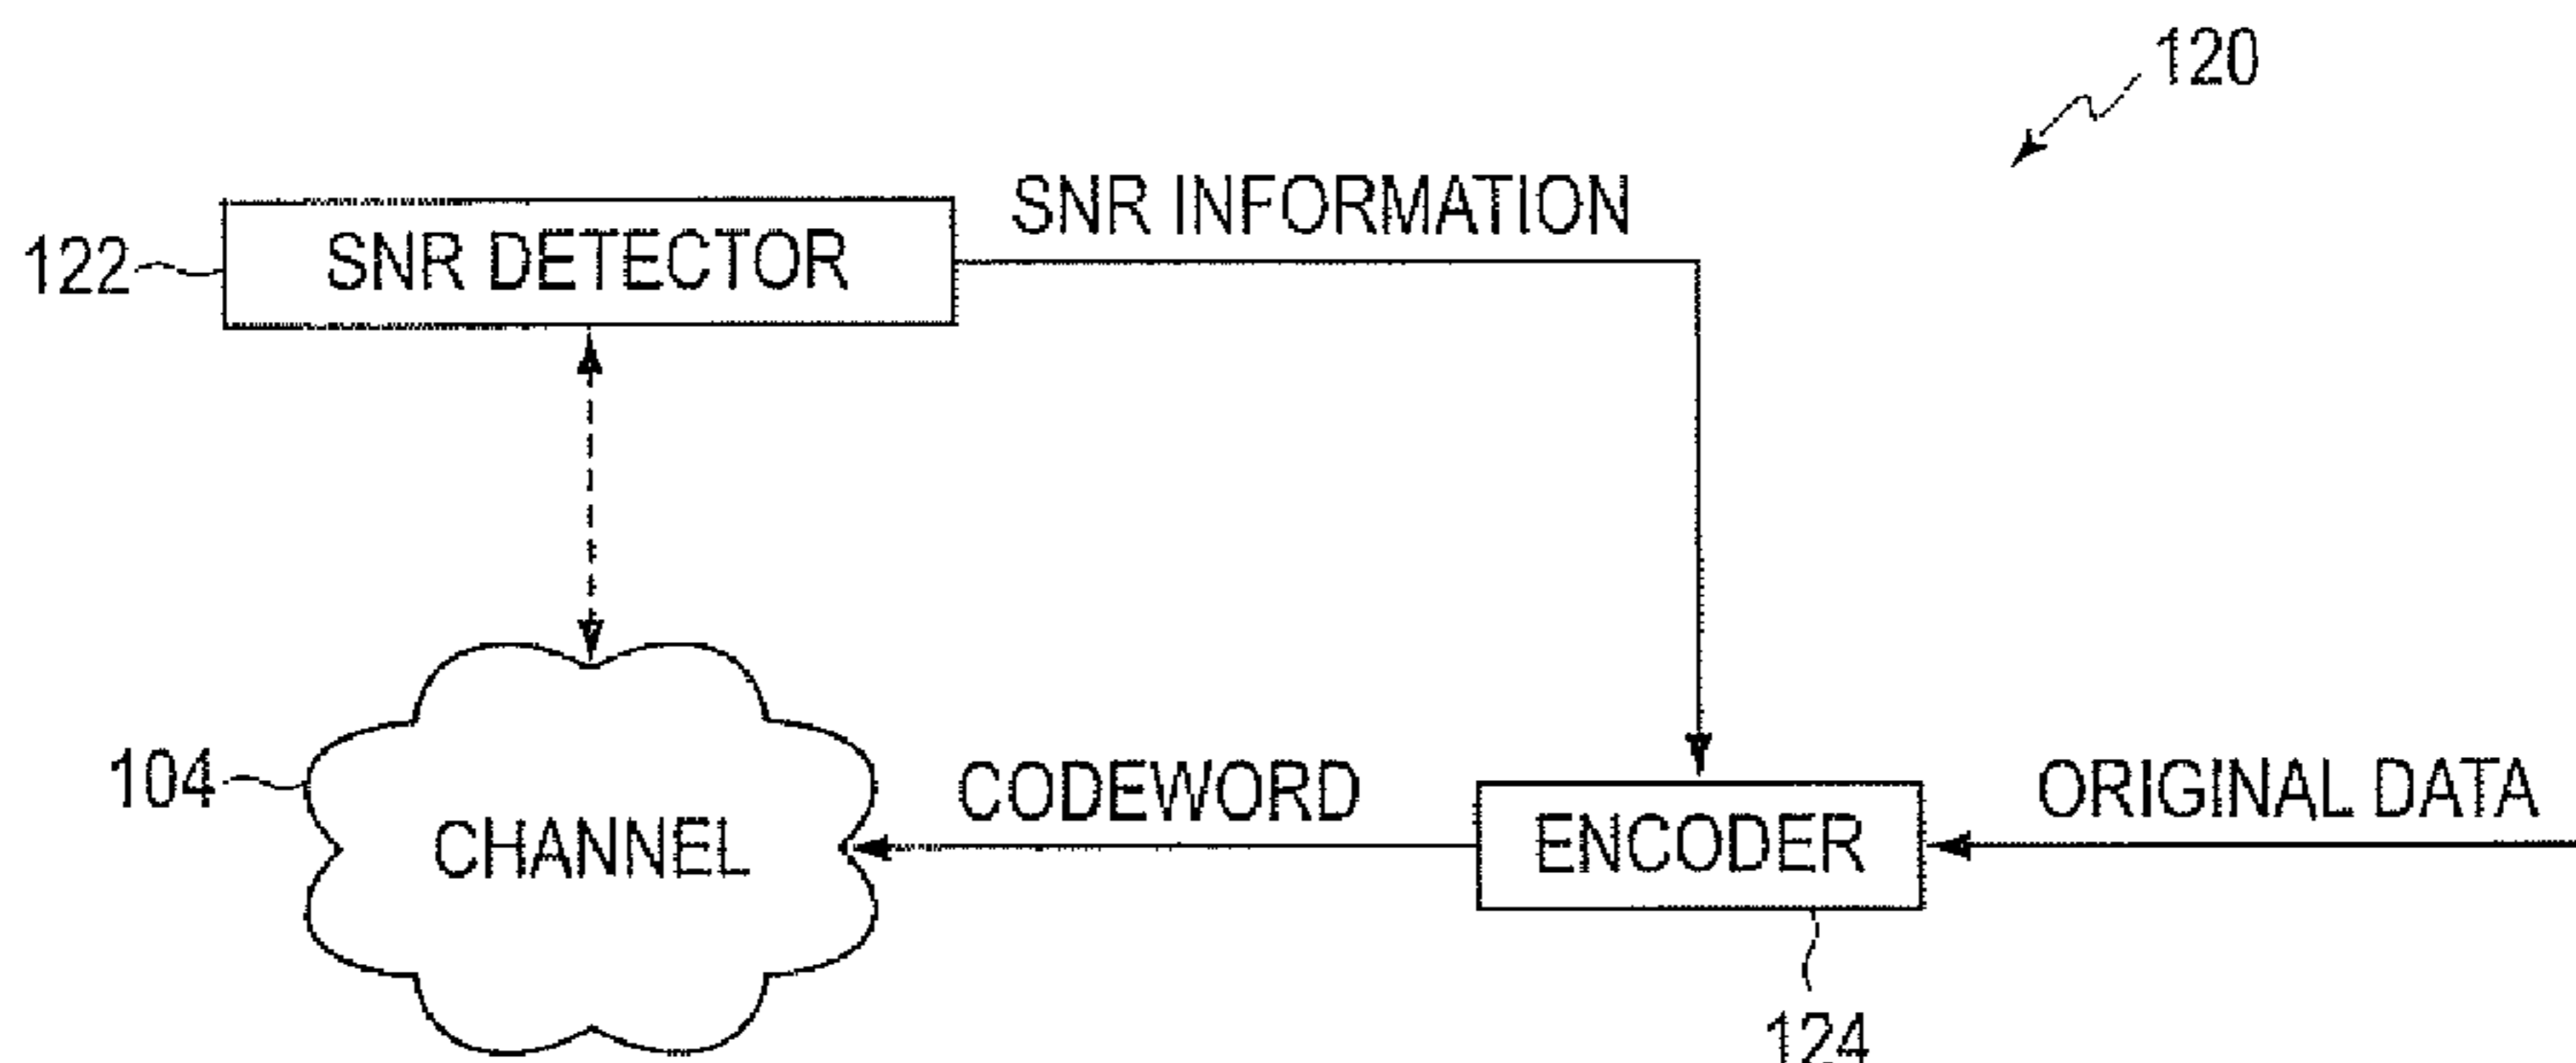 120
SNR INFORMATION
122
SNR DETECTOR
104
CHANNEL
CODEWORD
ENCODER
ORIGINAL DATA
124